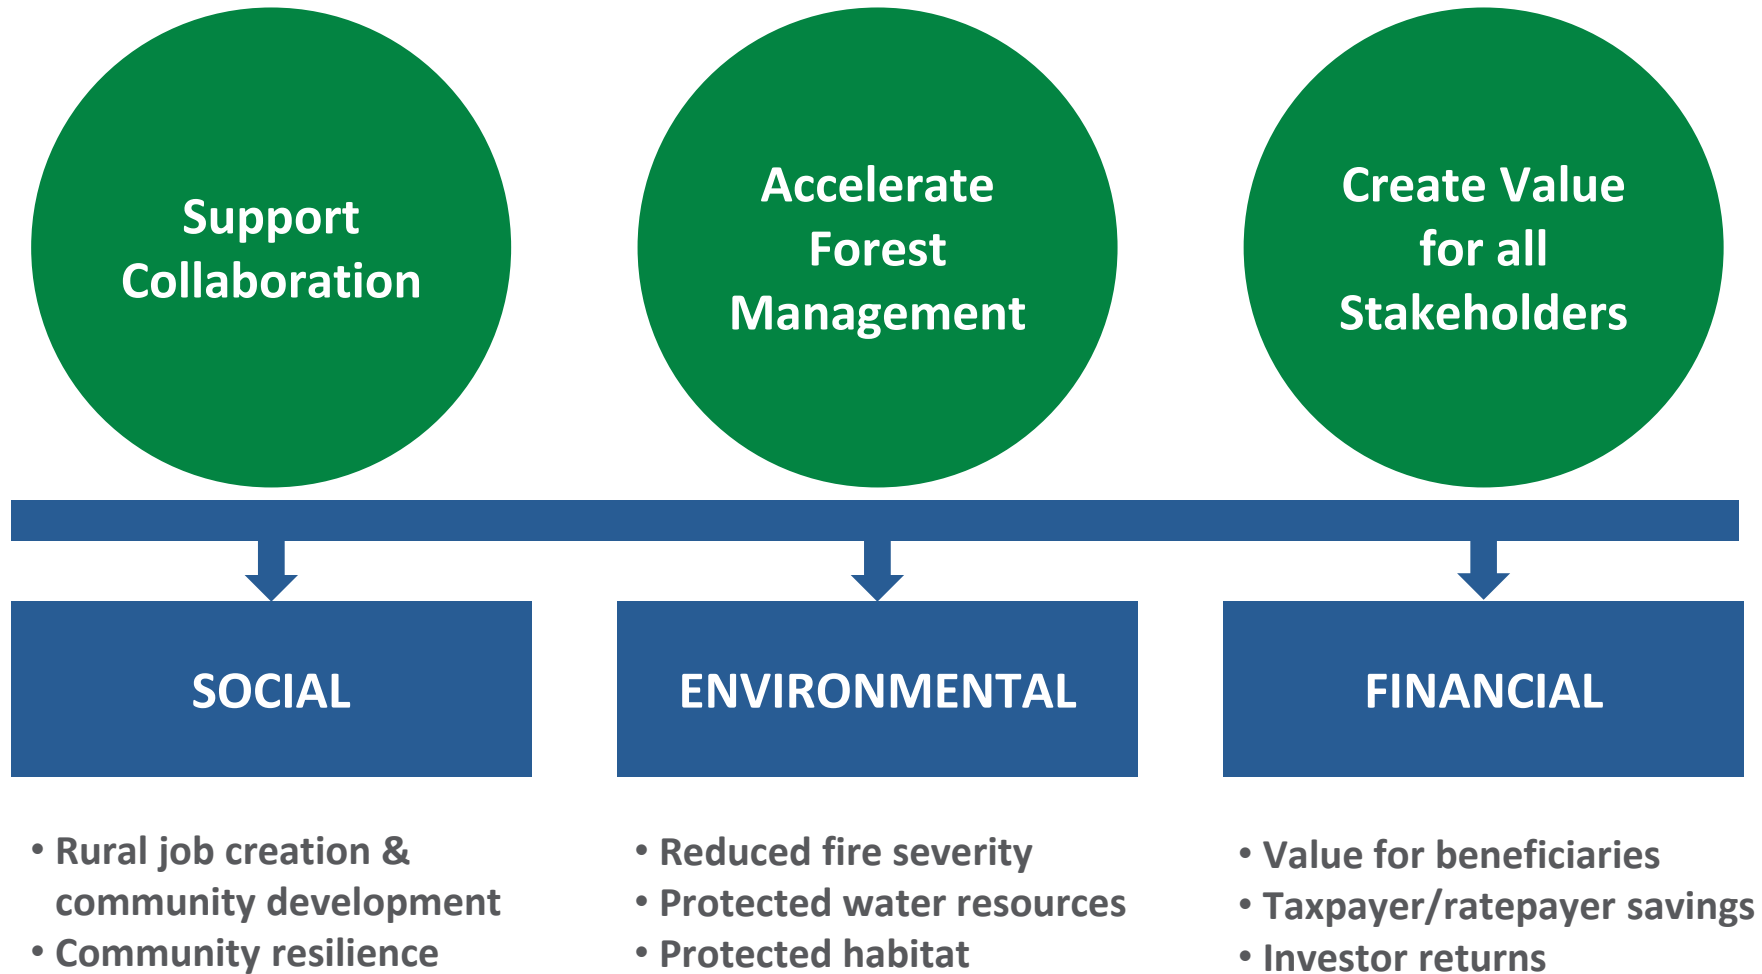 Support
Collaboration
Accelerate
Forest
Management
Create Value
for all
Stakeholders
SOCIAL
ENVIRONMENTAL
FINANCIAL
• Rural job creation &
community development
• Community resilience
• Reduced fire severity
• Protected water resources
• Protected habitat
• Value for beneficiaries
• Taxpayer/ratepayer savings
• Investor returns